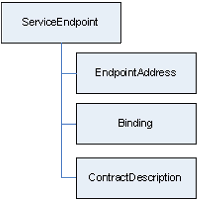 ServiceEndpoint
EndpointAddress
Binding
ContractDescription